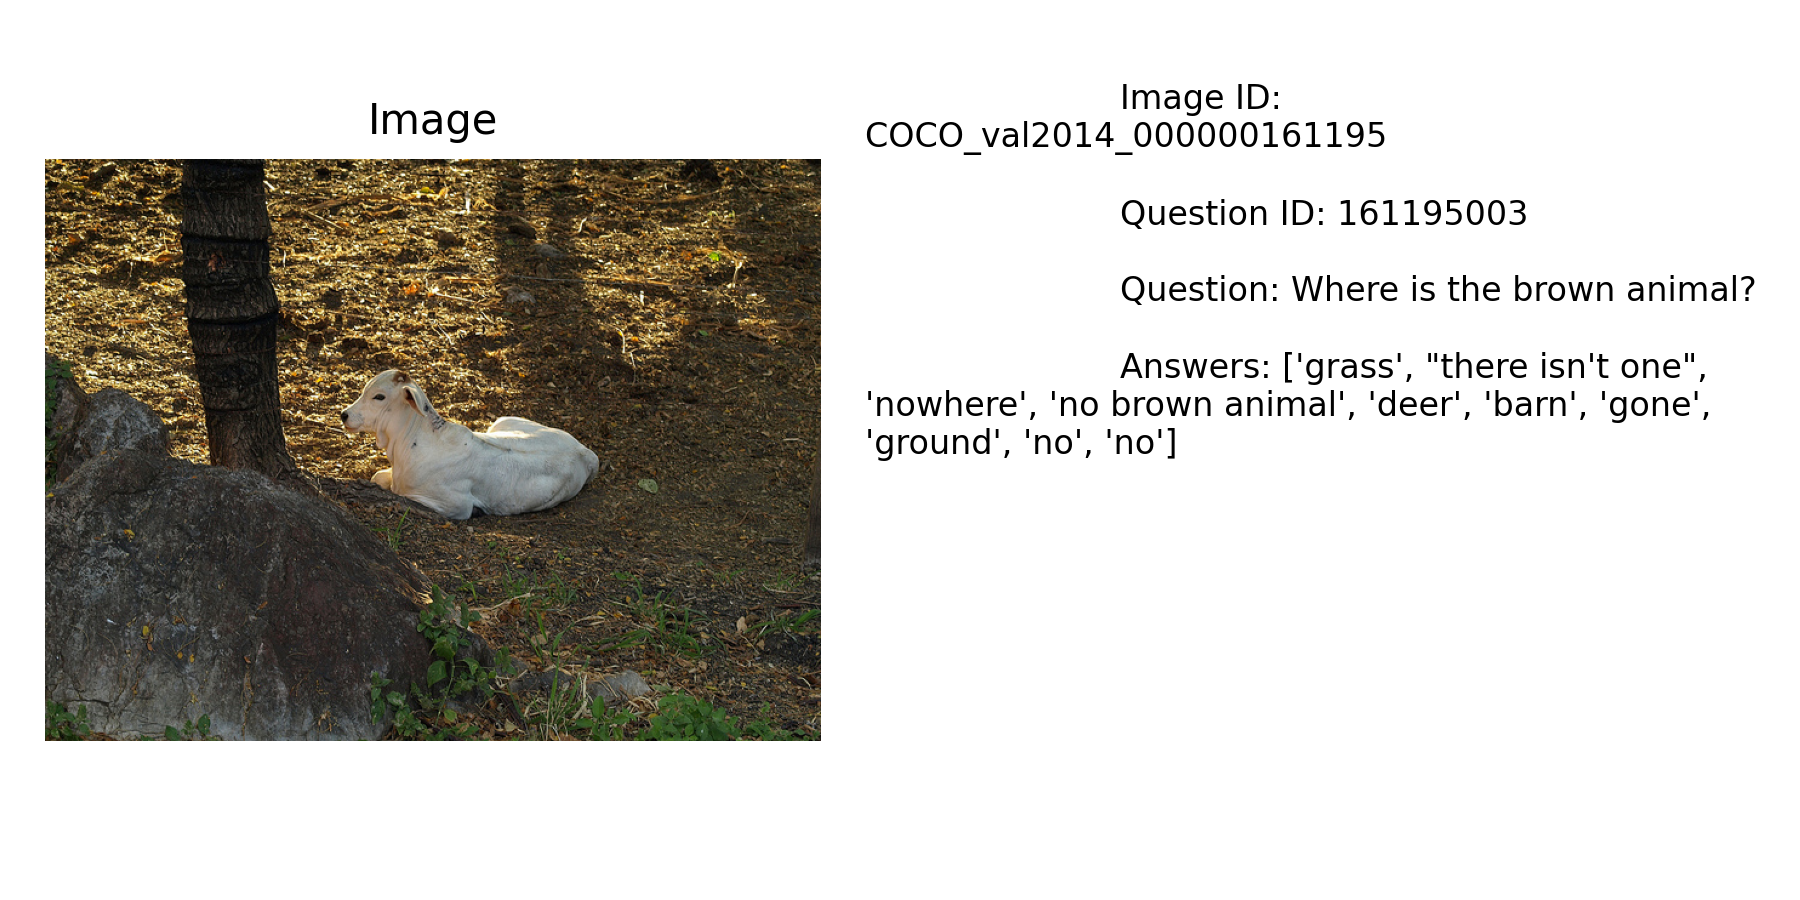 Image
Image ID:
COCO_val2014_000000161195
Question ID: 161195003
Question: Where is the brown animal?
Answers: ['grass', "there isn't one",
'nowhere', 'no brown animal', 'deer', 'barn', 'gone',
'ground', 'no', 'no']